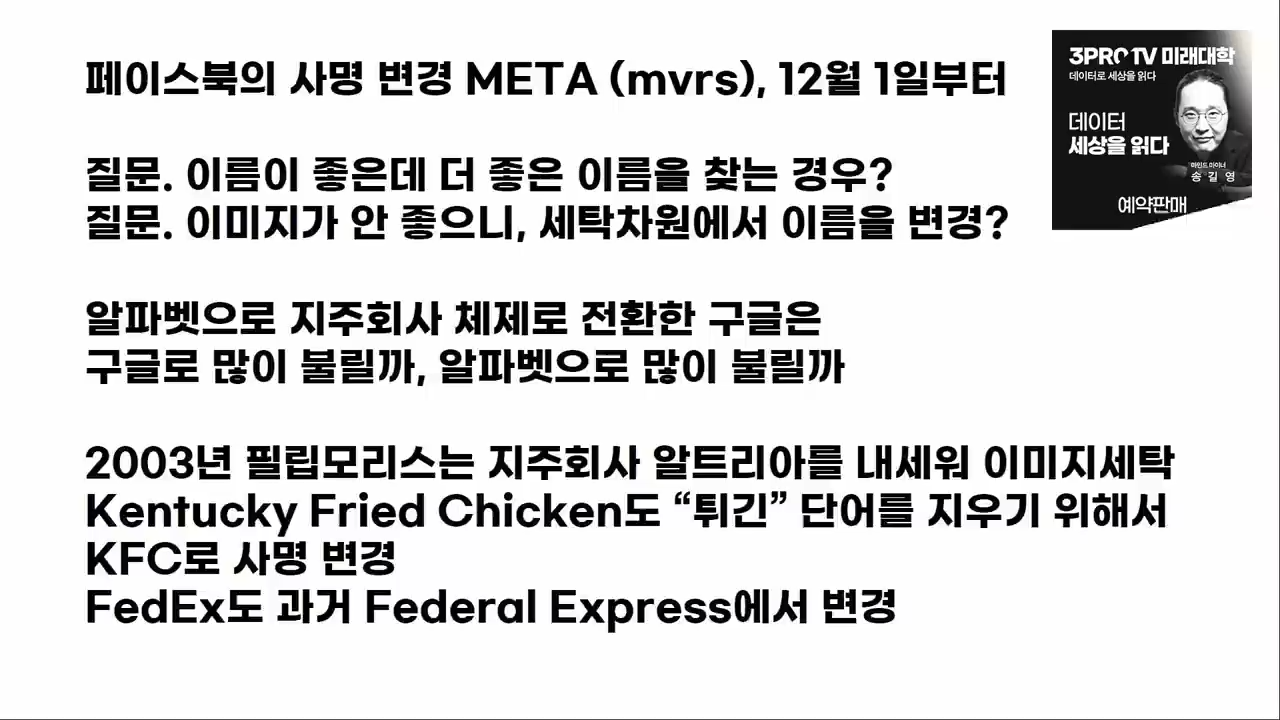 페이스북의 사명 변경 META (mvrs), 12월 1일부터
질문. 이름이 좋은데 더 좋은 이름을 찾는 경우?
질문. 이미지가 안 좋으니, 세탁차원에서 이름을 변경?
알파벳으로 지주회사 체제로 전환한 구글은
구글로 많이 불릴까, 알파벳으로 많이 불릴까
2003년 필립모리스는 지주회사 알트리아를 내세워 이미지세탁
Kentucky Fried Chicken도 “튀긴” 단어를 지우기 위해서
KFC로 사명 변경
FedEx도 과거 Federal Express에서 변경
3PRO TV 미래대학
데이터로 세상을 읽다
데이터
세상을 읽다
마인드 마이너
송 길 영
예약판매